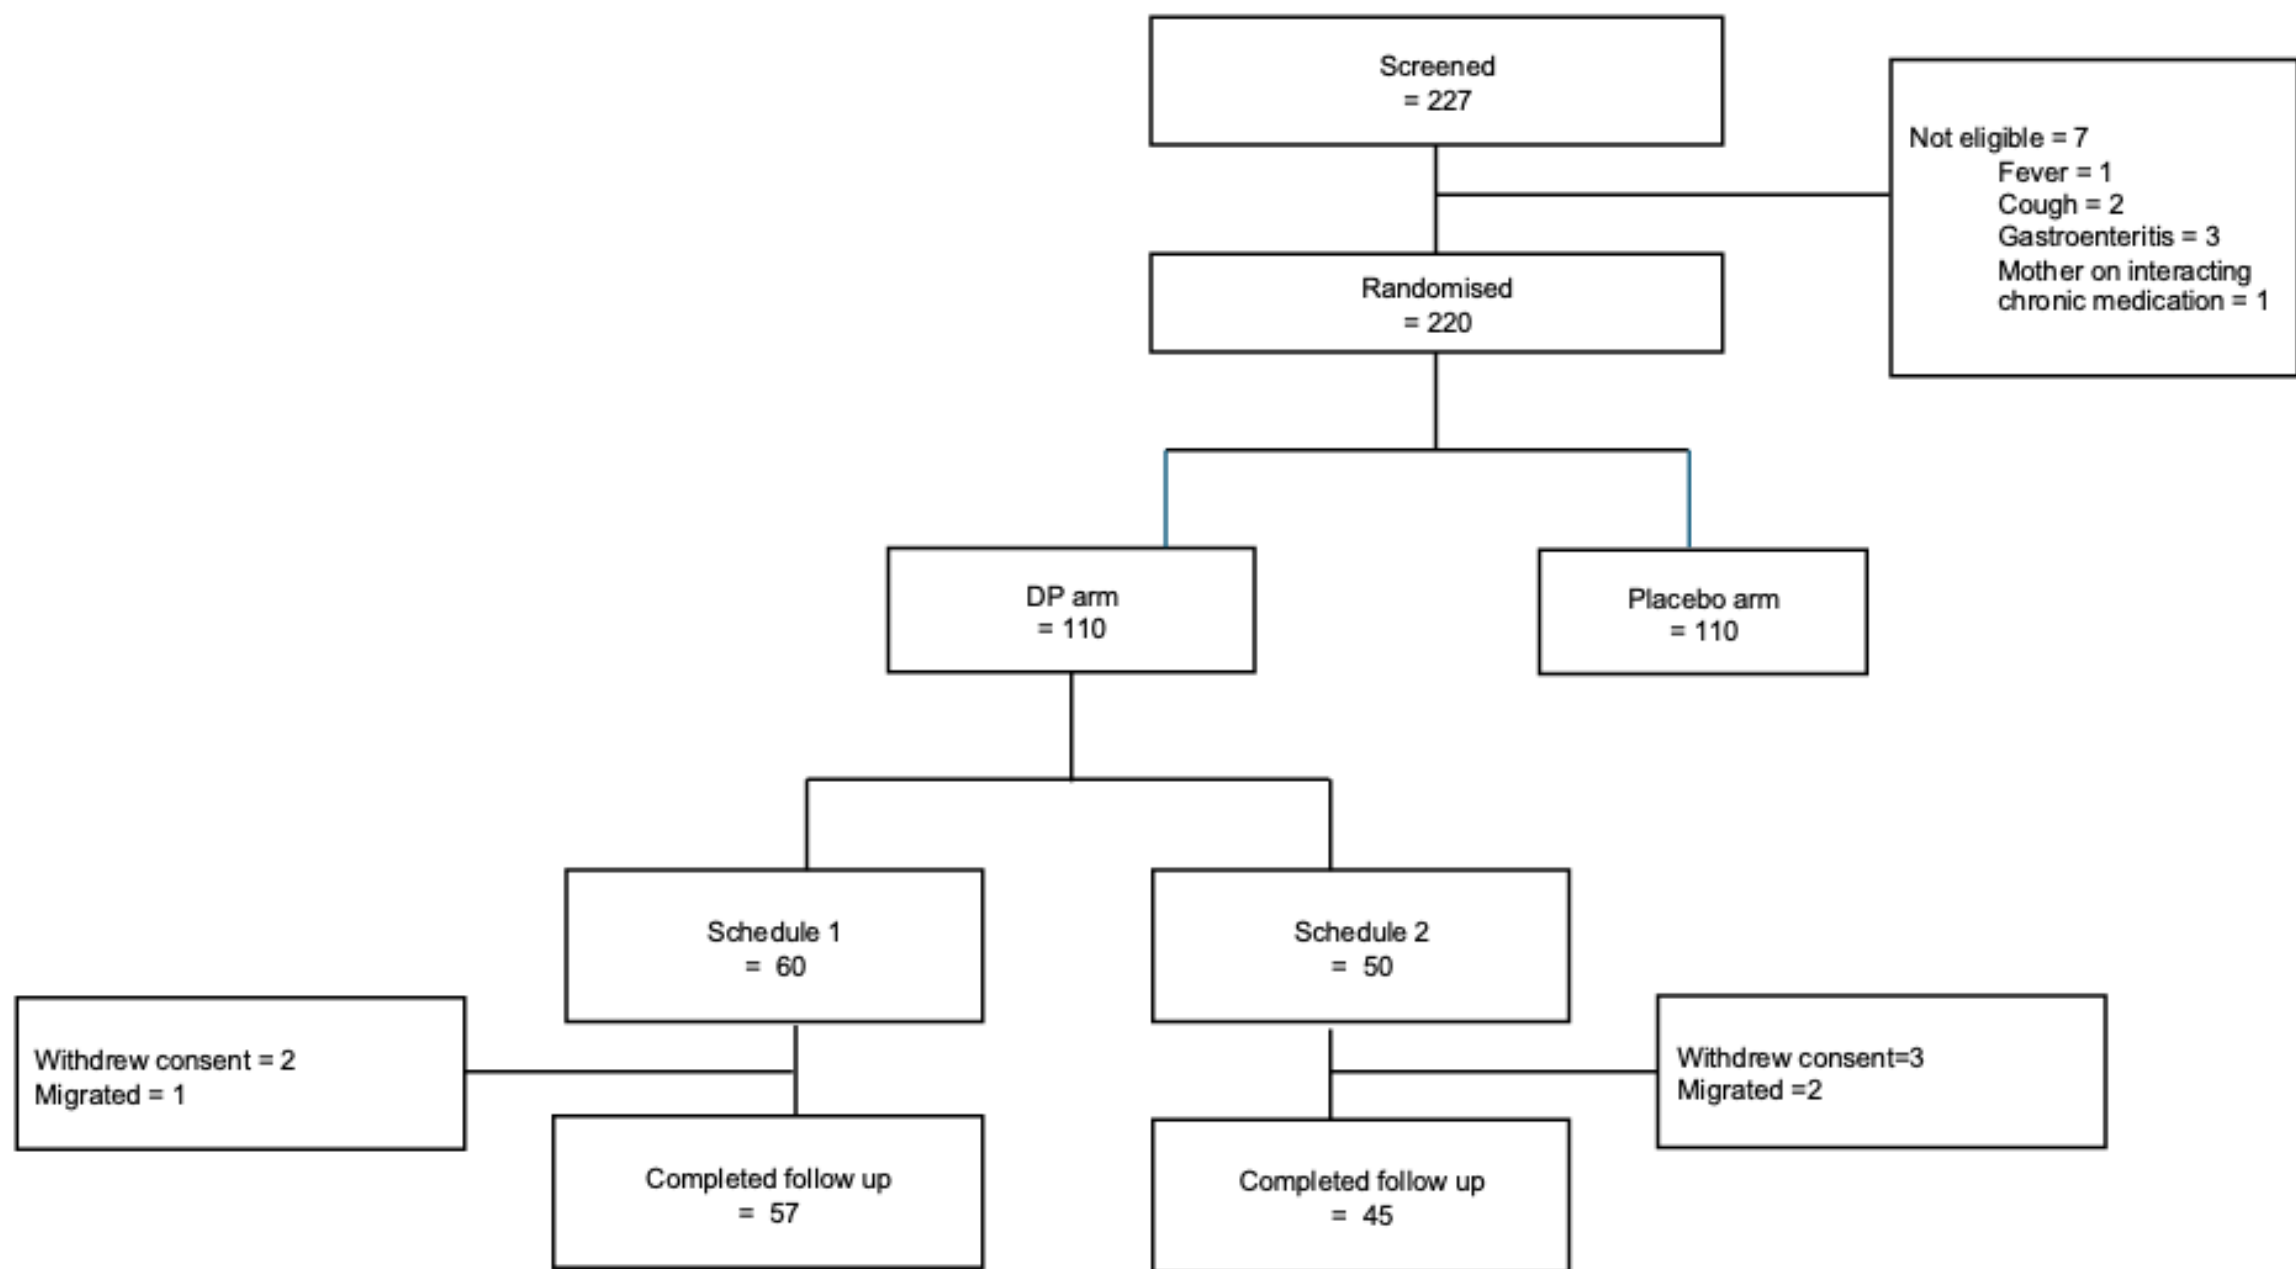 Screened
= 227
Not eligible = 7
Fever = 1
Cough = 2
Gastroenteritis = 3
Mother on interacting
chronic medication = 1
Randomised
= 220
DP arm
= 110
Placebo arm
= 110
Schedule 1
= 60
Schedule 2
= 50
Withdrew consent = 2
Migrated = 1
Withdrew consent=3
Migrated =2
Completed follow up
= 57
Completed follow up
= 45